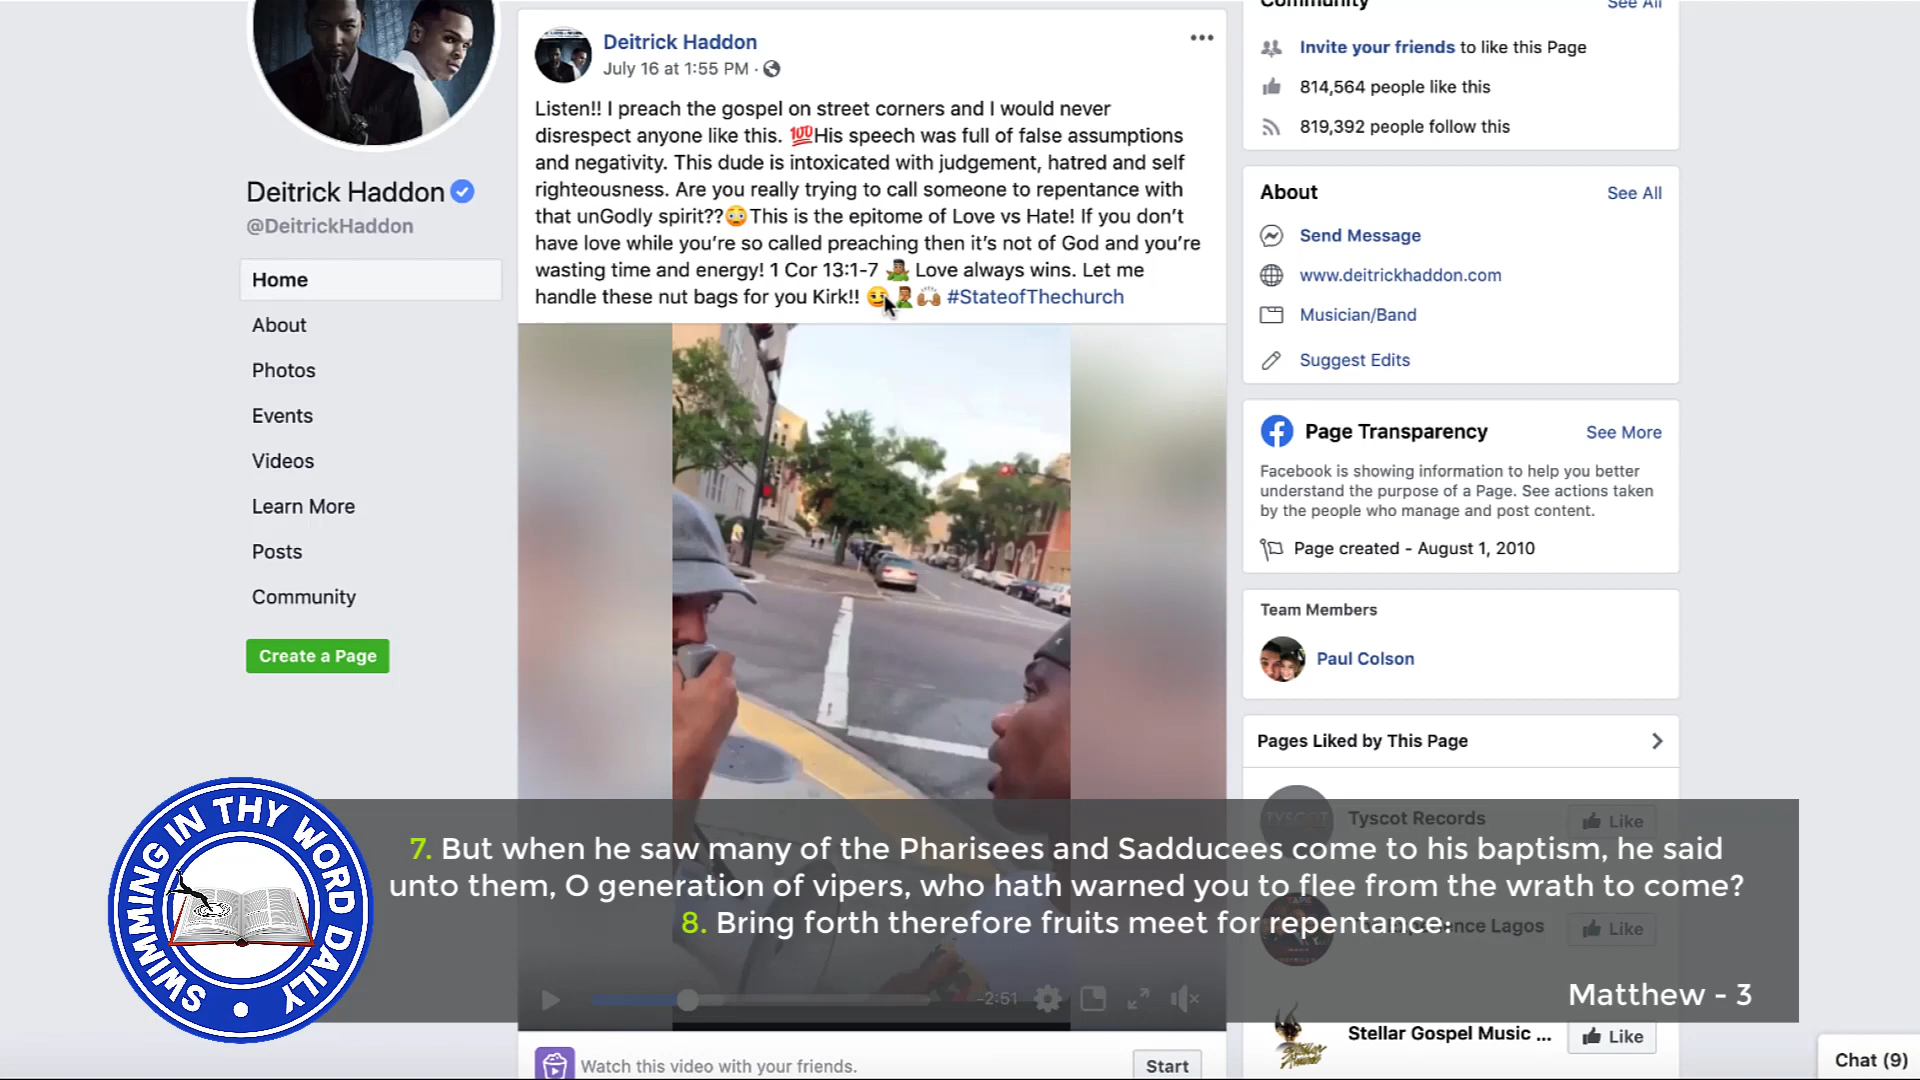 Deitrick Haddon
@DeitrickHaddon
Home
About
Photos
Events
Videos
Learn More
Posts
Community
Create a Page
Deitrick Haddon
July 16 at 1:55 PM ·
Listen!! I preach the gospel on street corners and I would never
disrespect anyone like this. 💯His speech was full of false assumptions
and negativity. This dude is intoxicated with judgement, hatred and self
righteousness. Are you really trying to call someone to repentance with
that unGodly spirit??😳This is the epitome of Love vs Hate! If you don't
have love while you're so called preaching then it's not of God and you're
wasting time and energy! 1 Cor 13:1-7 Love always wins. Let me
handle these nut bags for you Kirk!! #StateofThechurch
-2:51
Watch this video with your friends.
Start
Community
See All
Invite your friends to like this Page
814,564 people like this
819,392 people follow this
About
See All
Send Message
www.deitrickhaddon.com
Musician/Band
Suggest Edits
Page Transparency
See More
Facebook is showing information to help you better
understand the purpose of a Page. See actions taken
by the people who manage and post content.
Page created - August 1, 2010
Team Members
Paul Colson
Pages Liked by This Page
TYSCOT
Tyscot Records
Like
Lagos
Like
Stellar Gospel Music ...
Like
Chat (9)
SWIMMING IN THY WORD DAILY
7. But when he saw many of the Pharisees and Sadducees come to his baptism, he said
unto them, O generation of vipers, who hath warned you to flee from the wrath to come?
8. Bring forth therefore fruits meet for repentance:
Matthew - 3